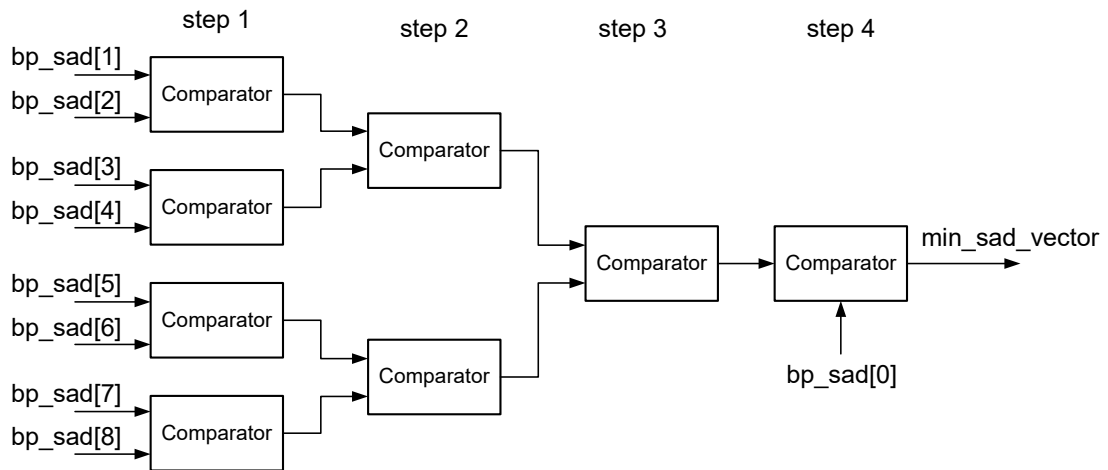 step 1
step 2
step 3
step 4
bp_sad[1]
bp_sad[2]
Comparator
bp_sad[3]
bp_sad[4]
Comparator
bp_sad[5]
bp_sad[6]
Comparator
bp_sad[7]
bp_sad[8]
Comparator
Comparator
Comparator
Comparator
Comparator
bp_sad[0]
min_sad_vector